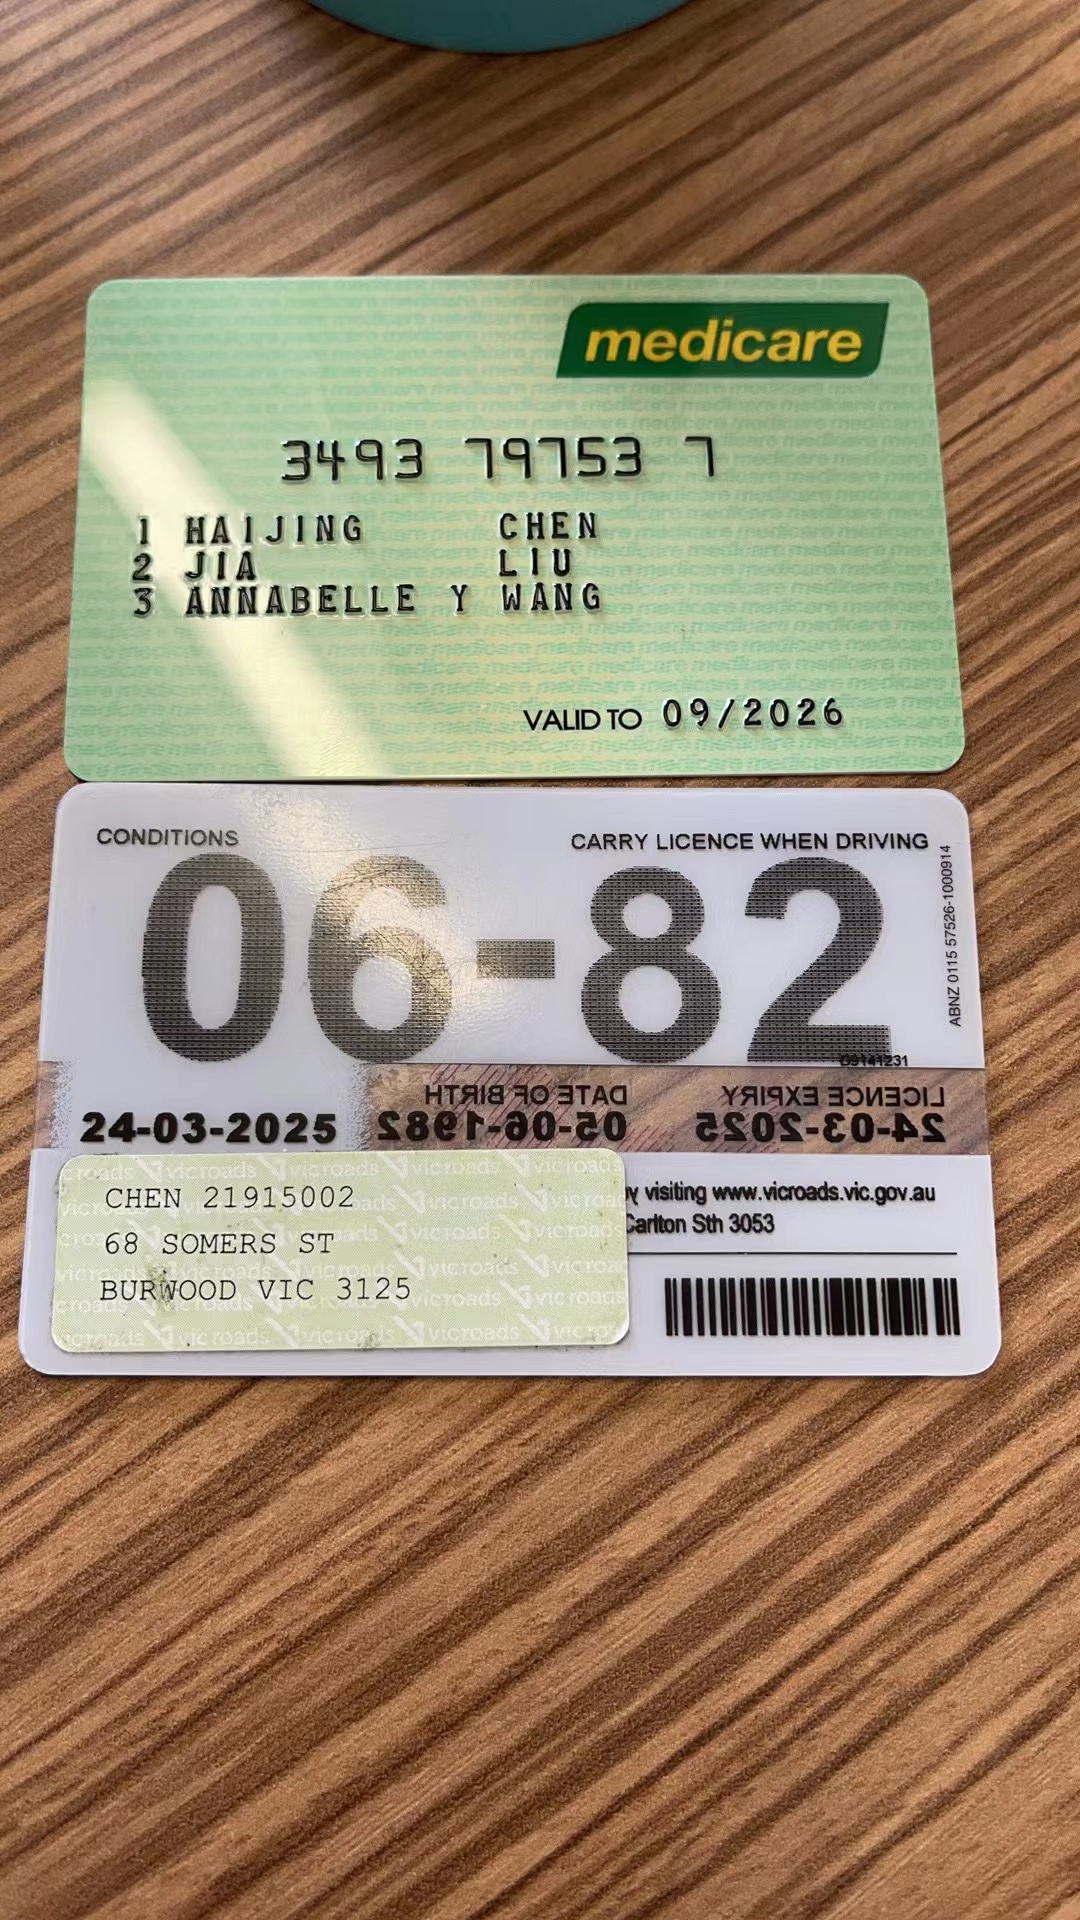 medicare
3493 79753 7
1 HAIJING CHEN
2 JIA LIU
3 ANNABELLE Y WANG
VALID TO 09/2026
CONDITIONS
CARRY LICENCE WHEN DRIVING
06-82
ABNZ 0115 57526-1000914
09141231
DATE OF BIRTH
LICENCE EXPIRY
24-03-2025
05-06-1982
24-03-2025
CHEN 21915002
68 SOMERS ST
BURWOOD VIC 3125
visiting www.vicroads.vic.gov.au
Carlton Sth 3053
vicroads